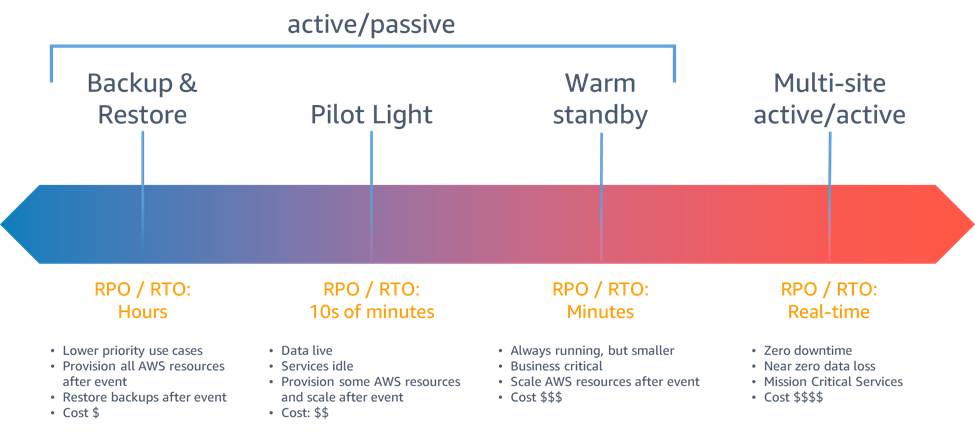 active/passive
Backup &
Restore
Pilot Light
Warm
standby
Multi-site
active/active
RPO / RTO:
Hours
RPO / RTO:
10s of minutes
RPO / RTO:
Minutes
RPO / RTO:
Real-time
• Lower priority use cases
• Provision all AWS resources
after event
• Restore backups after event
• Cost $
• Data live
• Services idle
• Provision some AWS resources
and scale after event
• Cost: $$
• Always running, but smaller
• Business critical
• Scale AWS resources after event
• Cost $$$
• Zero downtime
• Near zero data loss
• Mission Critical Services
• Cost $$$$